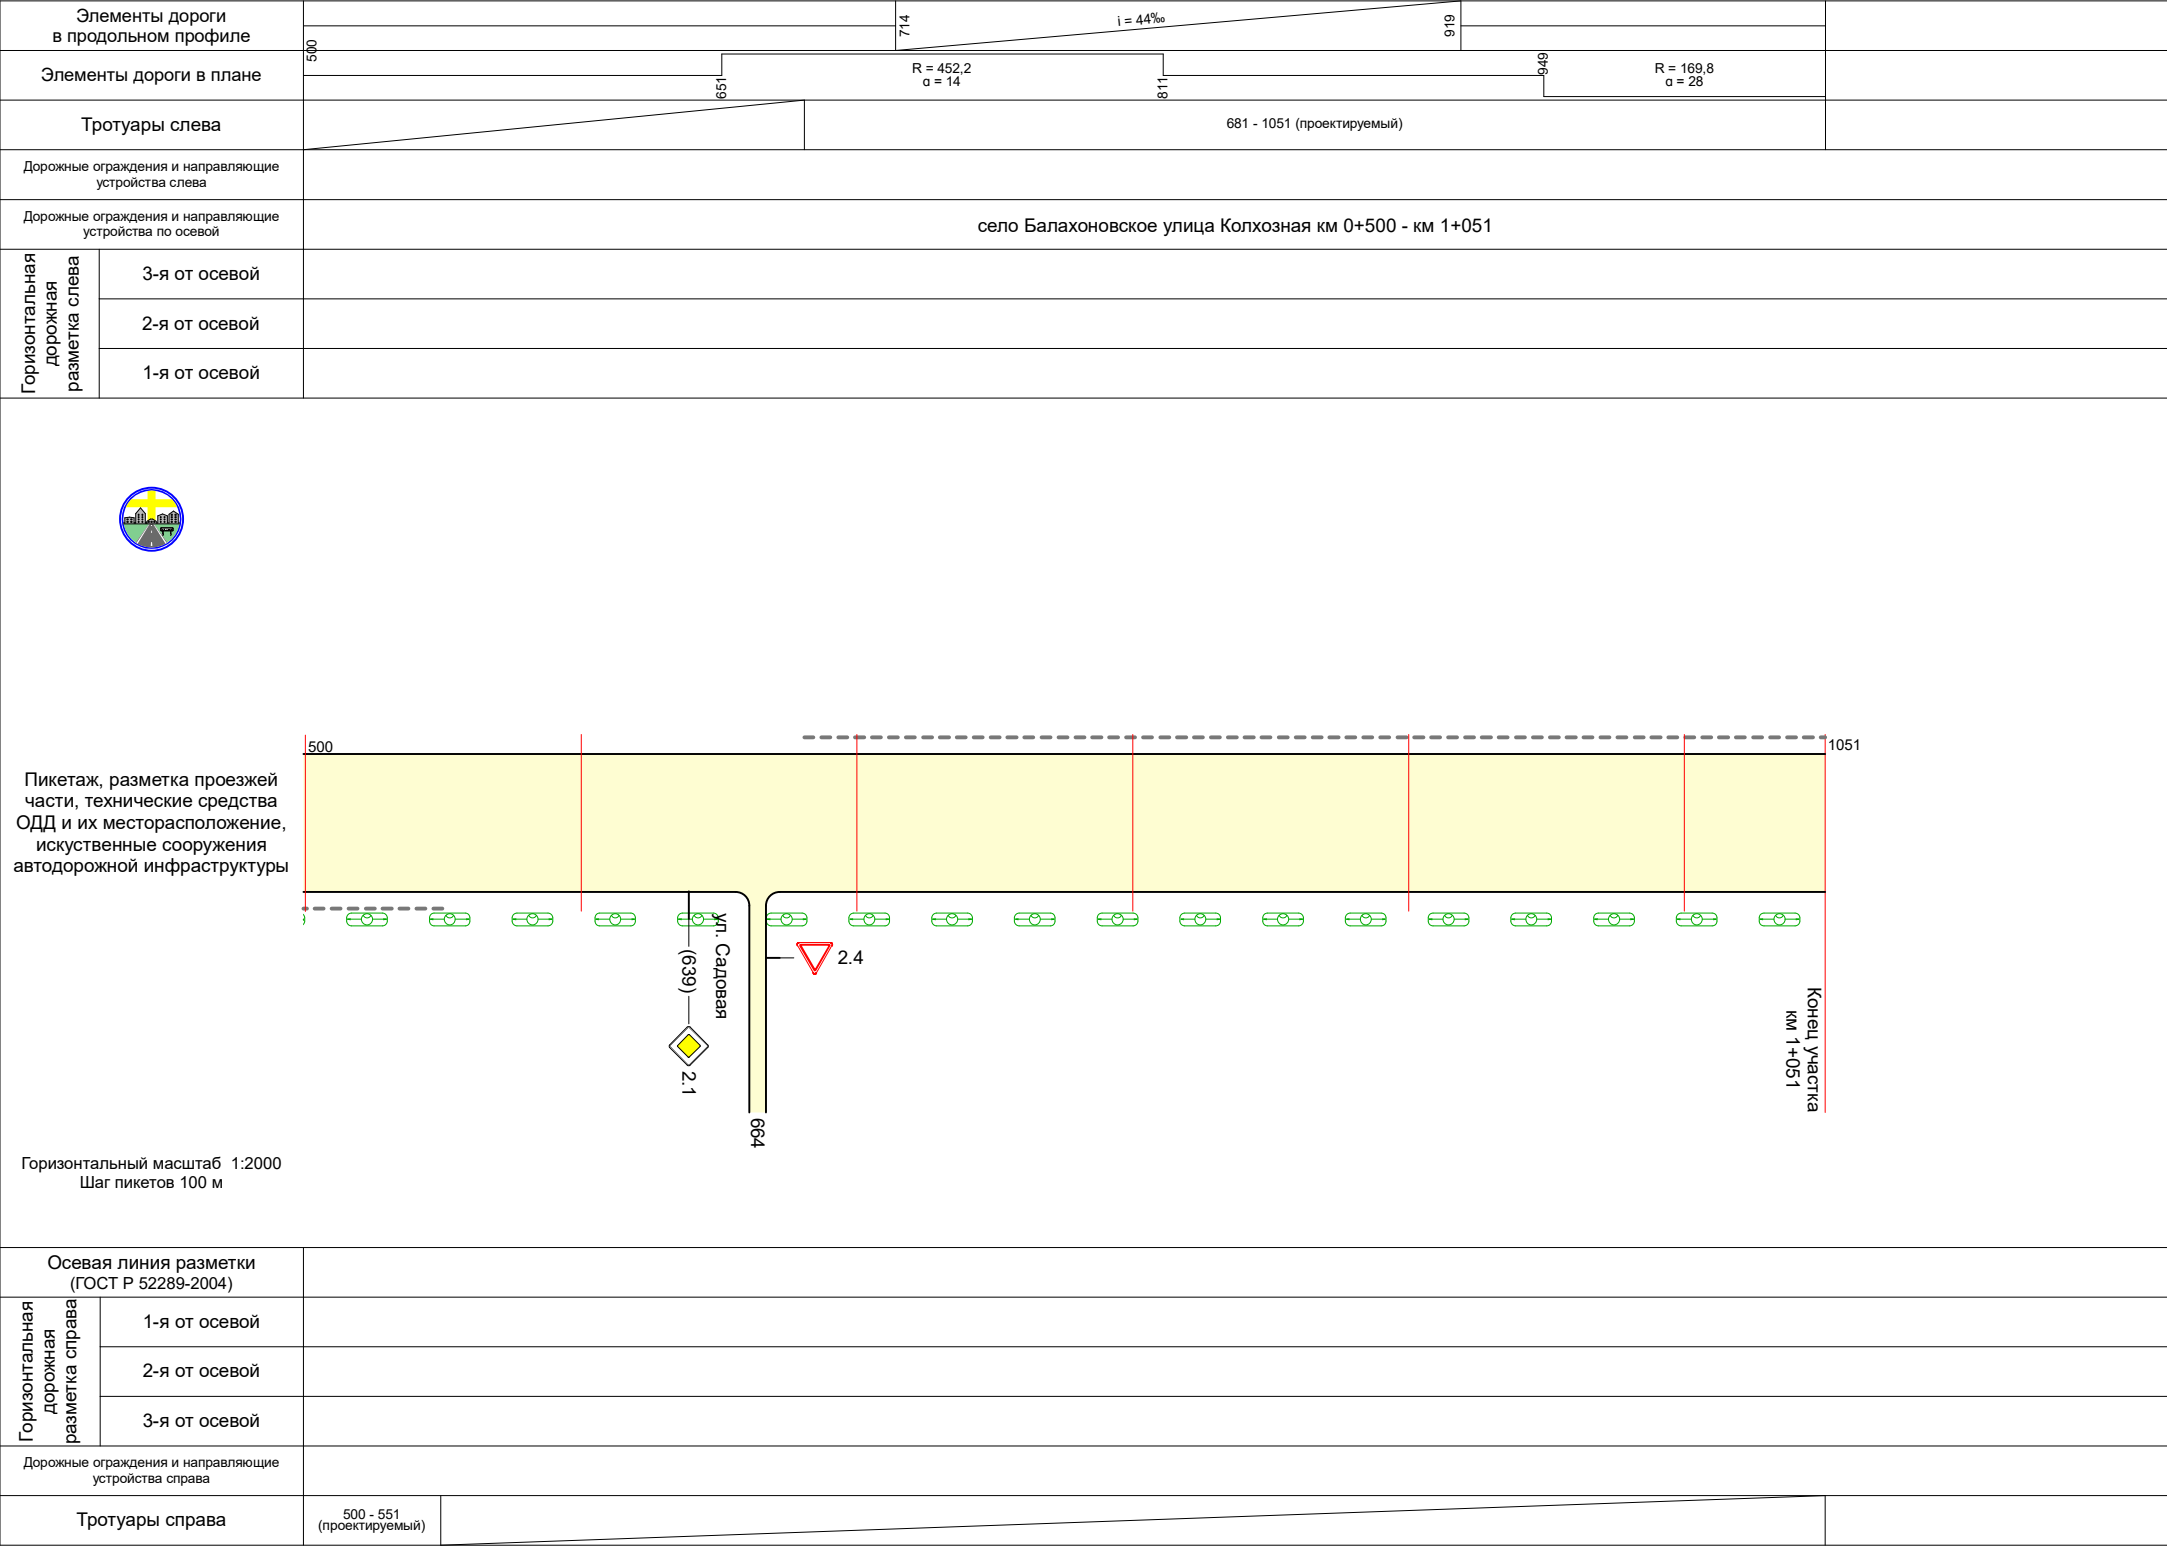 Элементы дороги
в продольном профиле
714
i = 44‰
919
500
Элементы дороги в плане
651
R = 452,2
α = 14
811
949
R = 169,8
α = 28
Тротуары слева
681 - 1051 (проектируемый)
Дорожные ограждения и направляющие
устройства слева
Дорожные ограждения и направляющие
устройства по осевой
село Балахоновское улица Колхозная км 0+500 - км 1+051
Горизонтальная
дорожная
разметка слева
3-я от осевой
2-я от осевой
1-я от осевой
500
1051
Пикетаж, разметка проезжей
части, технические средства
ОДД и их месторасположение,
искуственные сооружения
автодорожной инфраструктуры
ул. Садовая
(639)
2.1
2.4
664
Конец участка
км 1+051
Горизонтальный масштаб 1:2000
Шаг пикетов 100 м
Осевая линия разметки
(ГОСТ Р 52289-2004)
Горизонтальная
дорожная
разметка справа
1-я от осевой
2-я от осевой
3-я от осевой
Дорожные ограждения и направляющие
устройства справа
Тротуары справа
500 - 551
(проектируемый)